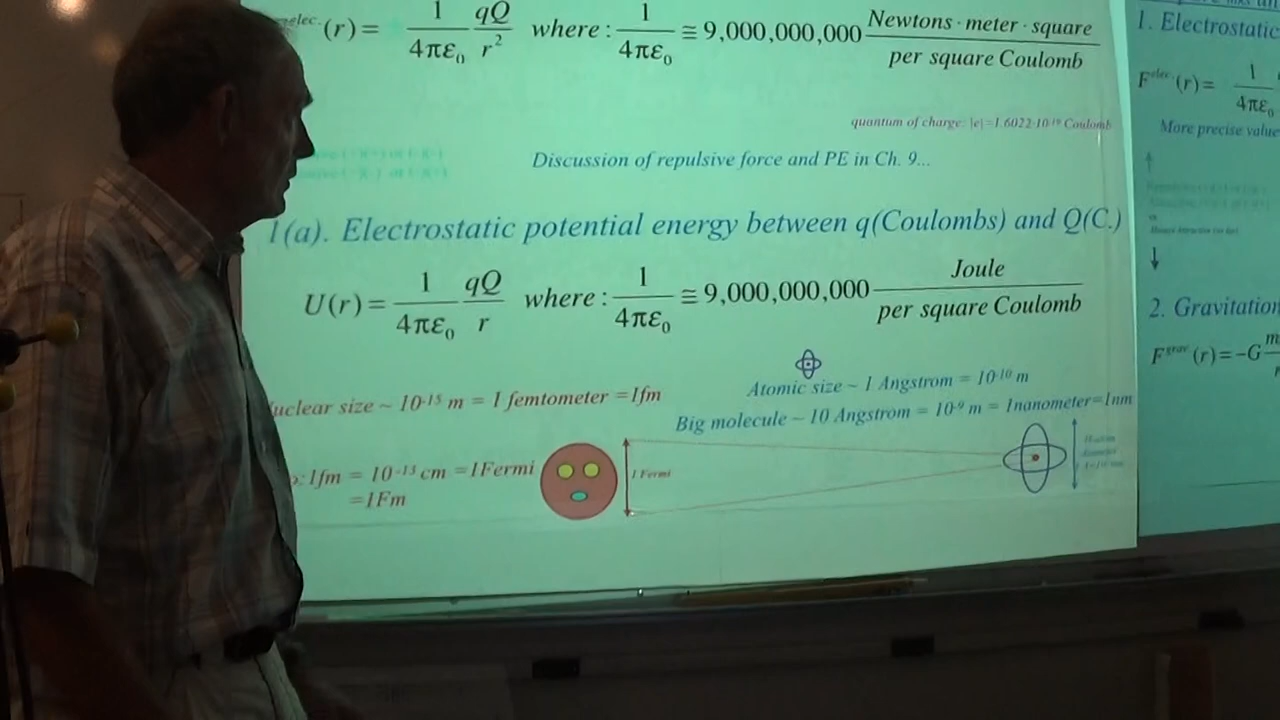 elec. (r) = 1/4πε₀ qQ/r² where : 1/4πε₀ ≅ 9,000,000,000 Newtons · meter · square / per square Coulomb
quantum of charge: |e|=1.6022·10⁻¹⁹ Coulomb
Discussion of repulsive force and PE in Ch. 9...
1(a). Electrostatic potential energy between q(Coulombs) and Q(C.)
U(r) = 1/4πε₀ qQ/r where : 1/4πε₀ ≅ 9,000,000,000 Joule / per square Coulomb
uclear size ~ 10⁻¹⁵ m = 1 femtometer =1fm
Atomic size ~ 1 Angstrom = 10⁻¹⁰ m
Big molecule ~ 10 Angstrom = 10⁻⁹ m = 1nanometer=1nm
: 1fm = 10⁻¹³ cm =1Fermi
=1Fm
1 Fermi
1. Electrostatic
Fᵉˡᵉᶜ·(r) = 1/4πε₀
More precise value
2. Gravitation
Fᵍʳᵃᵛ·(r) = −G m